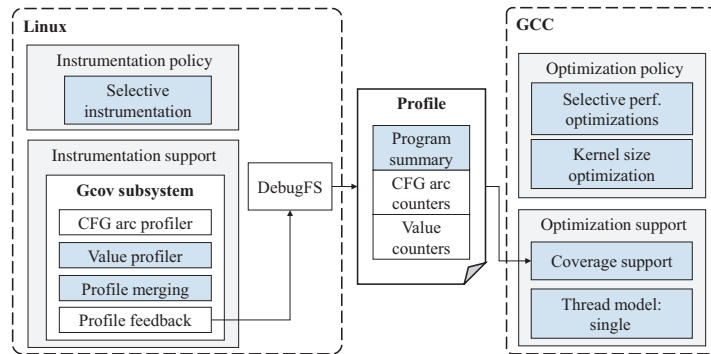 Linux
Instrumentation policy
Selective
instrumentation
Instrumentation support
Gcov subsystem
CFG arc profiler
Value profiler
Profile merging
Profile feedback
DebugFS
Profile
Program
summary
CFG arc
counters
Value
counters
GCC
Optimization policy
Selective perf.
optimizations
Kernel size
optimization
Optimization support
Coverage support
Thread model:
single